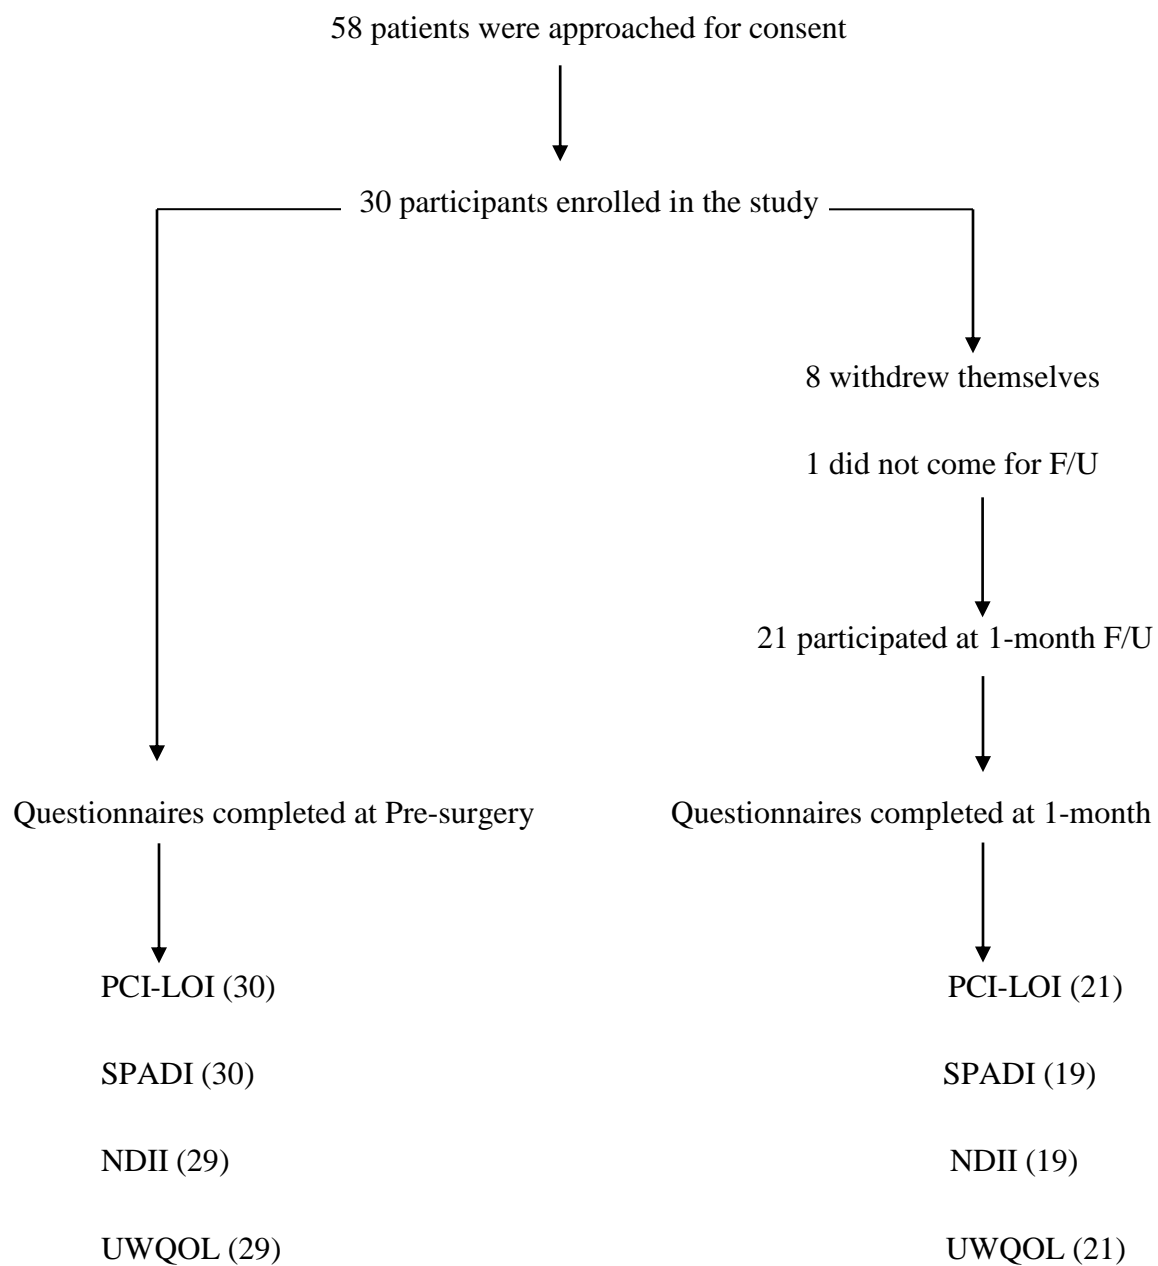 58 patients were approached for consent
30 participants enrolled in the study
8 withdrew themselves
1 did not come for F/U
21 participated at 1-month F/U
Questionnaires completed at Pre-surgery
Questionnaires completed at 1-month
PCI-LOI (30)
PCI-LOI (21)
SPADI (30)
SPADI (19)
NDII (29)
NDII (19)
UWQOL (29)
UWQOL (21)